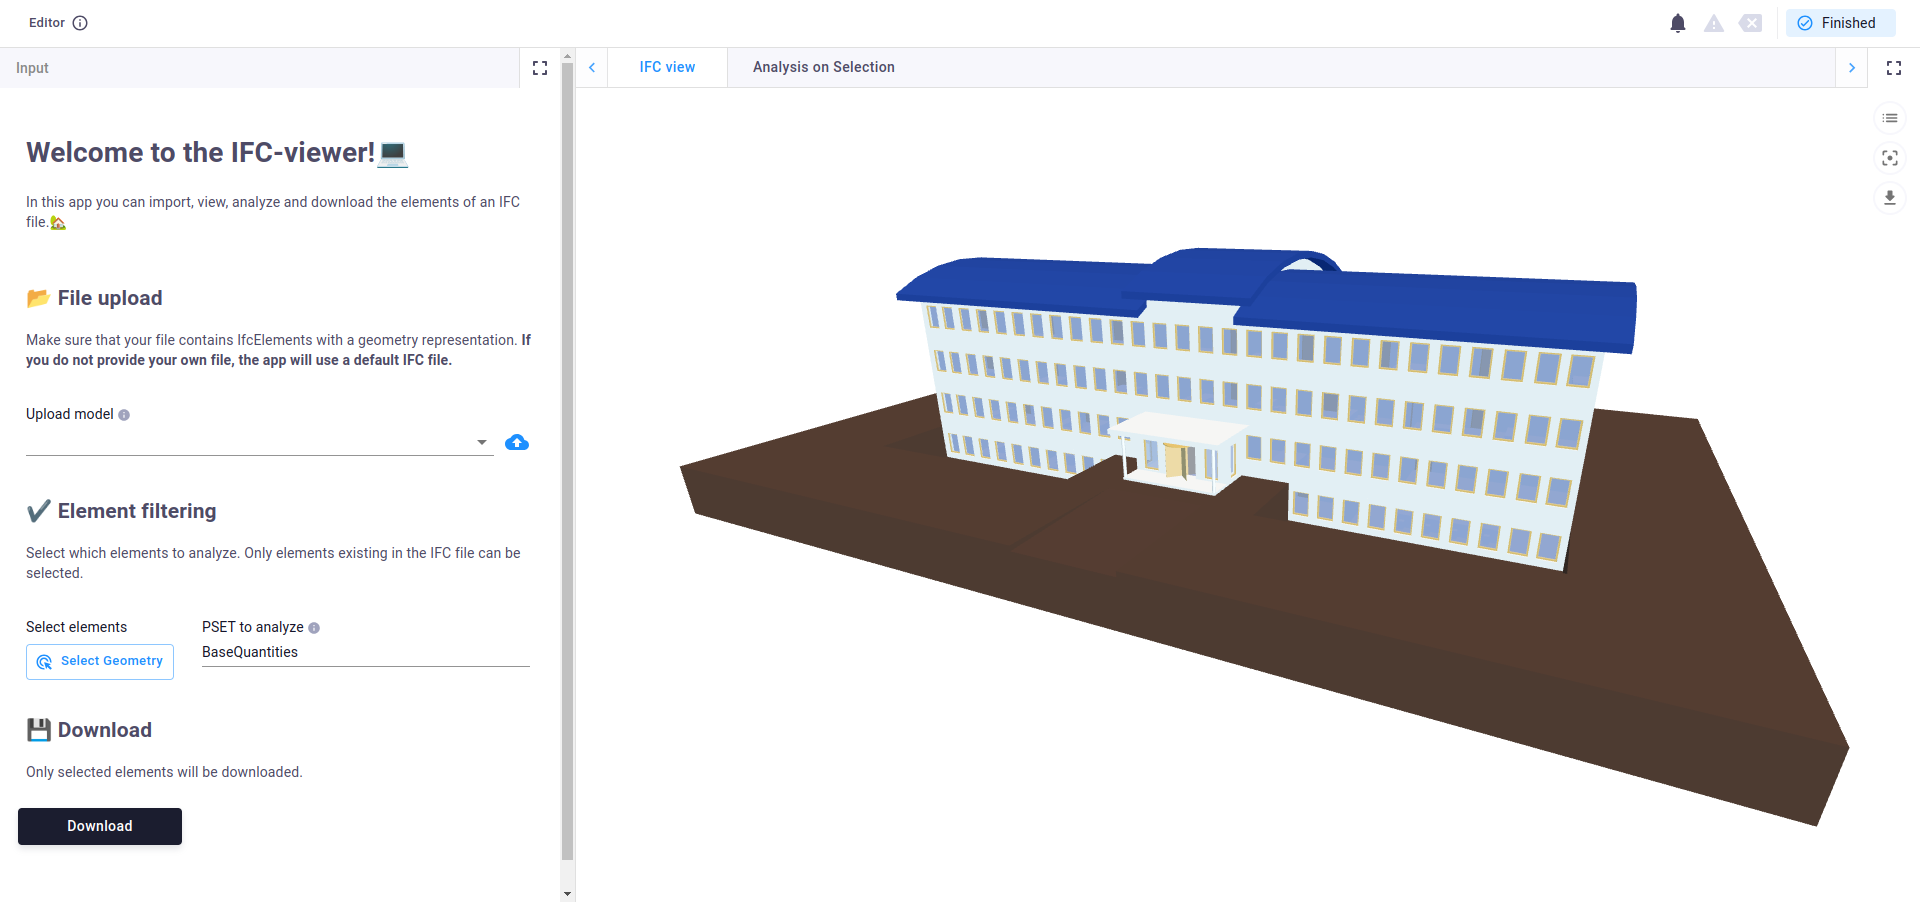 Editor
Finished
Input
IFC view
Analysis on Selection
Welcome to the IFC-viewer!💻
In this app you can import, view, analyze and download the elements of an IFC
file.🏡
📂 File upload
Make sure that your file contains IfcElements with a geometry representation. If
you do not provide your own file, the app will use a default IFC file.
Upload model
✔️ Element filtering
Select which elements to analyze. Only elements existing in the IFC file can be
selected.
Select elements
PSET to analyze
Select Geometry
BaseQuantities
💾 Download
Only selected elements will be downloaded.
Download